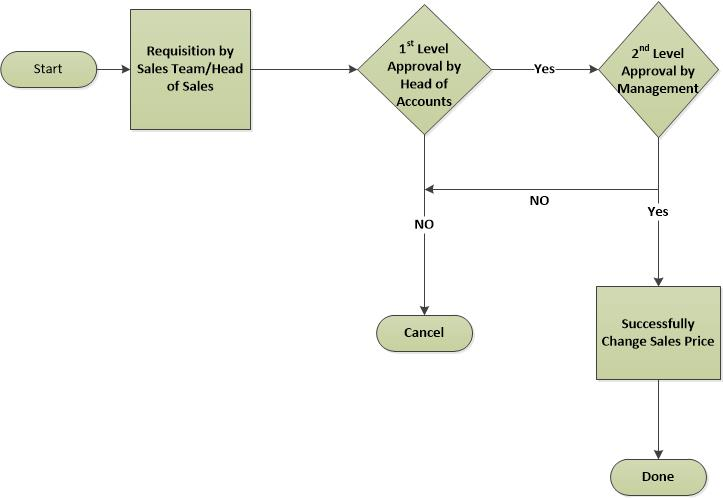 Start
Requisition by
Sales Team/Head
of Sales
1st Level
Approval by
Head of
Accounts
Yes
2nd Level
Approval by
Management
NO
Yes
NO
Cancel
Successfully
Change Sales Price
Done